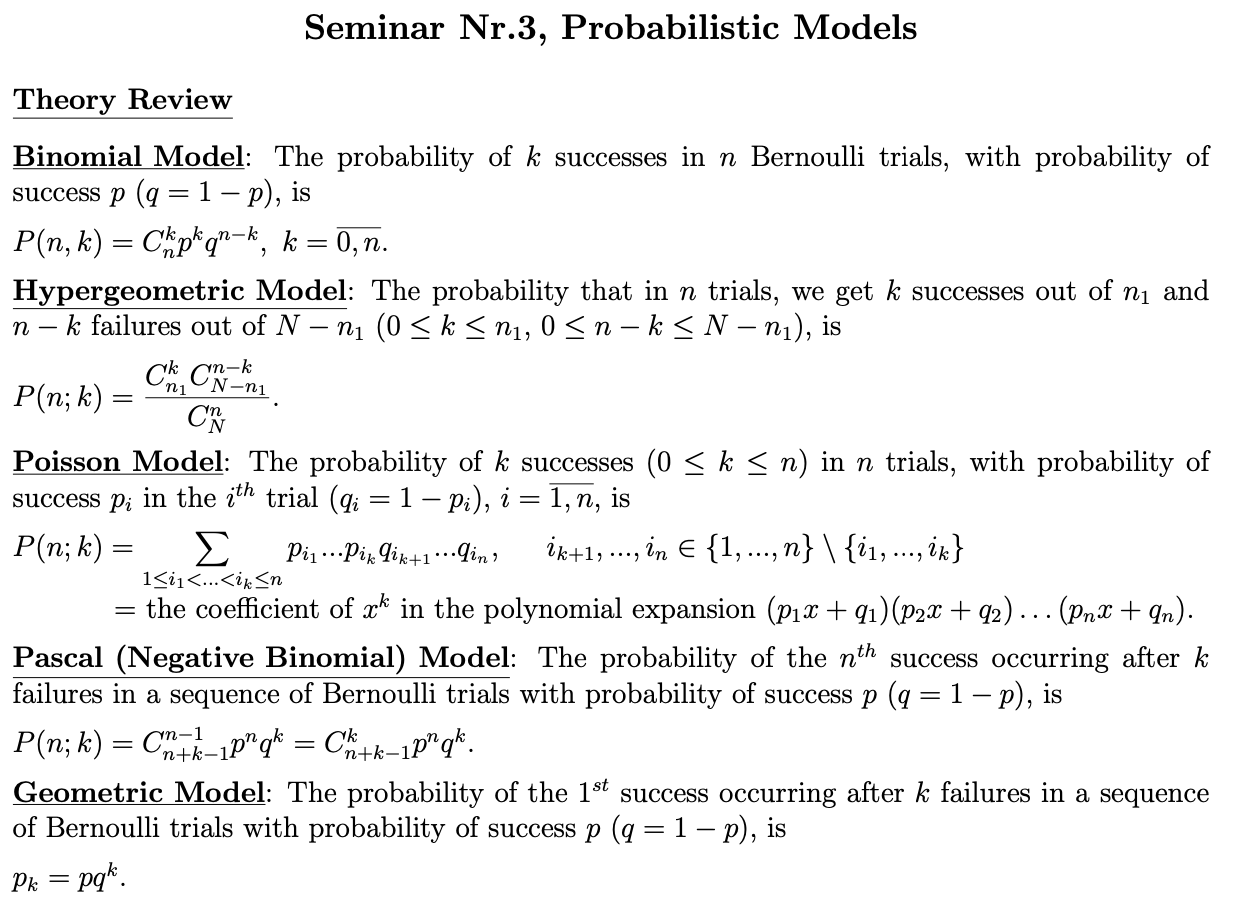 Seminar Nr.3, Probabilistic Models
Theory Review
Binomial Model: The probability of k successes in n Bernoulli trials, with probability of
success p (q = 1 − p), is
$P(n, k) = C_n^k p^k q^{n-k}, \ k = \overline{0, n}.$
Hypergeometric Model: The probability that in n trials, we get k successes out of $n_1$ and
$n - k$ failures out of $N - n_1$ ($0 \le k \le n_1$, $0 \le n - k \le N - n_1$), is
$P(n; k) = \dfrac{C_{n_1}^k C_{N-n_1}^{n-k}}{C_N^n}.$
Poisson Model: The probability of k successes ($0 \le k \le n$) in n trials, with probability of
success $p_i$ in the $i^{th}$ trial ($q_i = 1 - p_i$), $i = \overline{1, n}$, is
$P(n; k) = \sum_{1 \le i_1 < ... < i_k \le n} p_{i_1}...p_{i_k} q_{i_{k+1}}...q_{i_n}, \quad i_{k+1}, ..., i_n \in \{1, ..., n\} \setminus \{i_1, ..., i_k\}$
= the coefficient of $x^k$ in the polynomial expansion $(p_1x + q_1)(p_2x + q_2) \ldots (p_nx + q_n).$
Pascal (Negative Binomial) Model: The probability of the $n^{th}$ success occurring after k
failures in a sequence of Bernoulli trials with probability of success p (q = 1 − p), is
$P(n; k) = C_{n+k-1}^{n-1} p^n q^k = C_{n+k-1}^k p^n q^k.$
Geometric Model: The probability of the $1^{st}$ success occurring after k failures in a sequence
of Bernoulli trials with probability of success p (q = 1 − p), is
$p_k = pq^k.$